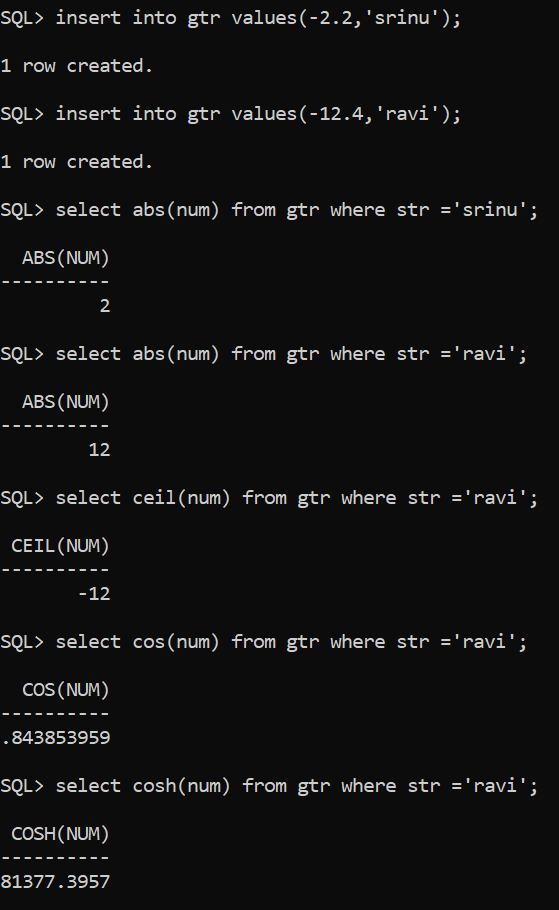 SQL> insert into gtr values(-2.2,'srinu');
1 row created.
SQL> insert into gtr values(-12.4,'ravi');
1 row created.
SQL> select abs(num) from gtr where str ='srinu';
ABS(NUM)
----------
2
SQL> select abs(num) from gtr where str ='ravi';
ABS(NUM)
----------
12
SQL> select ceil(num) from gtr where str ='ravi';
CEIL(NUM)
----------
-12
SQL> select cos(num) from gtr where str ='ravi';
COS(NUM)
----------
.843853959
SQL> select cosh(num) from gtr where str ='ravi';
COSH(NUM)
----------
81377.3957